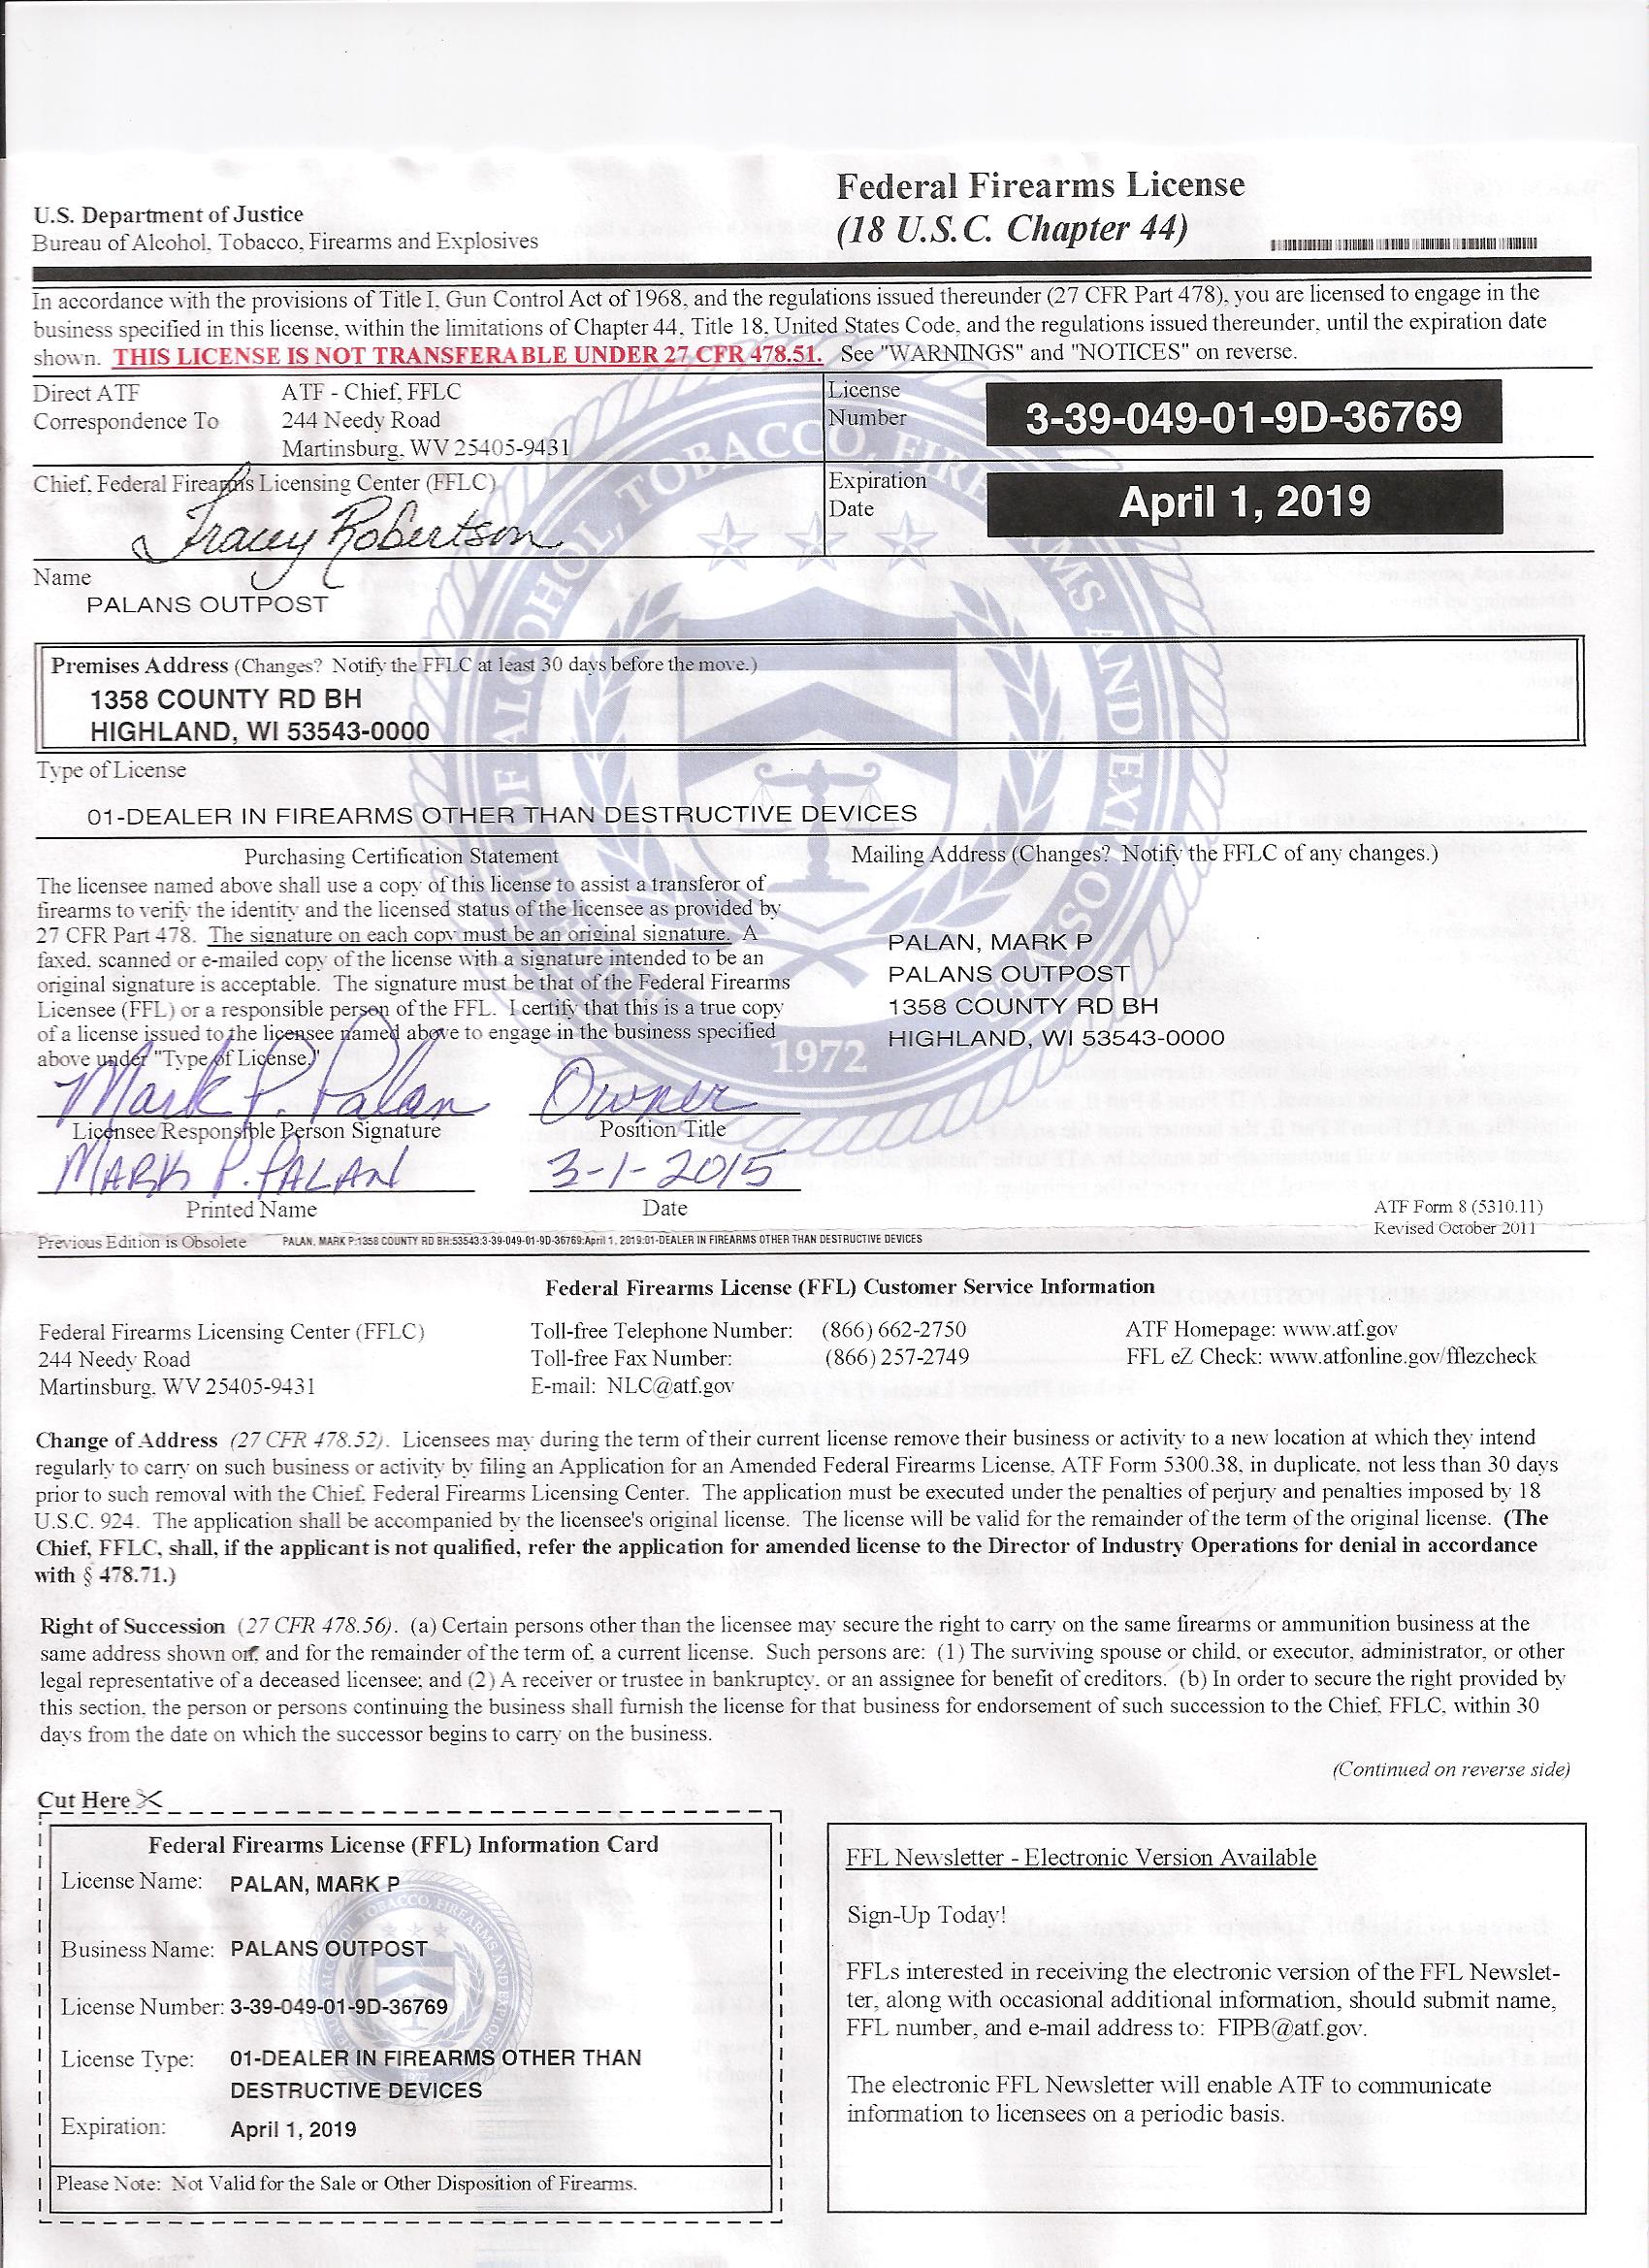 Federal Firearms License
(18 U.S.C. Chapter 44)
U.S. Department of Justice
Bureau of Alcohol, Tobacco, Firearms and Explosives
In accordance with the provisions of Title I, Gun Control Act of 1968, and the regulations issued thereunder (27 CFR Part 478), you are licensed to engage in the
business specified in this license, within the limitations of Chapter 44, Title 18, United States Code, and the regulations issued thereunder, until the expiration date
shown. THIS LICENSE IS NOT TRANSFERABLE UNDER 27 CFR 478.51. See "WARNINGS" and "NOTICES" on reverse.
Direct ATF
Correspondence To
ATF - Chief, FFLC
244 Needy Road
Martinsburg, WV 25405-9431
License
Number
3-39-049-01-9D-36769
Chief, Federal Firearms Licensing Center (FFLC)
Tracey Robertson
Expiration
Date
April 1, 2019
Name
PALANS OUTPOST
Premises Address (Changes? Notify the FFLC at least 30 days before the move.)
1358 COUNTY RD BH
HIGHLAND, WI 53543-0000
Type of License
01-DEALER IN FIREARMS OTHER THAN DESTRUCTIVE DEVICES
Purchasing Certification Statement
The licensee named above shall use a copy of this license to assist a transferor of
firearms to verify the identity and the licensed status of the licensee as provided by
27 CFR Part 478. The signature on each copy must be an original signature. A
faxed, scanned or e-mailed copy of the license with a signature intended to be an
original signature is acceptable. The signature must be that of the Federal Firearms
Licensee (FFL) or a responsible person of the FFL. I certify that this is a true copy
of a license issued to the licensee named above to engage in the business specified
above under "Type of License."
Mailing Address (Changes? Notify the FFLC of any changes.)
PALAN, MARK P
PALANS OUTPOST
1358 COUNTY RD BH
HIGHLAND, WI 53543-0000
1972
Mark P. Palan
Owner
Licensee Responsible Person Signature
Position Title
MARK P. PALAN
3-1-2015
Printed Name
Date
ATF Form 8 (5310.11)
Revised October 2011
Previous Edition is Obsolete
PALAN, MARK P:1358 COUNTY RD BH:53543:3-39-049-01-9D-36769:April 1, 2019:01-DEALER IN FIREARMS OTHER THAN DESTRUCTIVE DEVICES
Federal Firearms License (FFL) Customer Service Information
Federal Firearms Licensing Center (FFLC)
244 Needy Road
Martinsburg, WV 25405-9431
Toll-free Telephone Number: (866) 662-2750
Toll-free Fax Number: (866) 257-2749
E-mail: NLC@atf.gov
ATF Homepage: www.atf.gov
FFL eZ Check: www.atfonline.gov/fflezcheck
Change of Address (27 CFR 478.52). Licensees may during the term of their current license remove their business or activity to a new location at which they intend
regularly to carry on such business or activity by filing an Application for an Amended Federal Firearms License, ATF Form 5300.38, in duplicate, not less than 30 days
prior to such removal with the Chief, Federal Firearms Licensing Center. The application must be executed under the penalties of perjury and penalties imposed by 18
U.S.C. 924. The application shall be accompanied by the licensee's original license. The license will be valid for the remainder of the term of the original license. (The
Chief, FFLC, shall, if the applicant is not qualified, refer the application for amended license to the Director of Industry Operations for denial in accordance
with § 478.71.)
Right of Succession (27 CFR 478.56). (a) Certain persons other than the licensee may secure the right to carry on the same firearms or ammunition business at the
same address shown on, and for the remainder of the term of, a current license. Such persons are: (1) The surviving spouse or child, or executor, administrator, or other
legal representative of a deceased licensee; and (2) A receiver or trustee in bankruptcy, or an assignee for benefit of creditors. (b) In order to secure the right provided by
this section, the person or persons continuing the business shall furnish the license for that business for endorsement of such succession to the Chief, FFLC, within 30
days from the date on which the successor begins to carry on the business.
(Continued on reverse side)
Cut Here
Federal Firearms License (FFL) Information Card
License Name: PALAN, MARK P
Business Name: PALANS OUTPOST
License Number: 3-39-049-01-9D-36769
License Type: 01-DEALER IN FIREARMS OTHER THAN
DESTRUCTIVE DEVICES
Expiration: April 1, 2019
Please Note: Not Valid for the Sale or Other Disposition of Firearms.
FFL Newsletter - Electronic Version Available
Sign-Up Today!
FFLs interested in receiving the electronic version of the FFL Newslet-
ter, along with occasional additional information, should submit name,
FFL number, and e-mail address to: FIPB@atf.gov.
The electronic FFL Newsletter will enable ATF to communicate
information to licensees on a periodic basis.